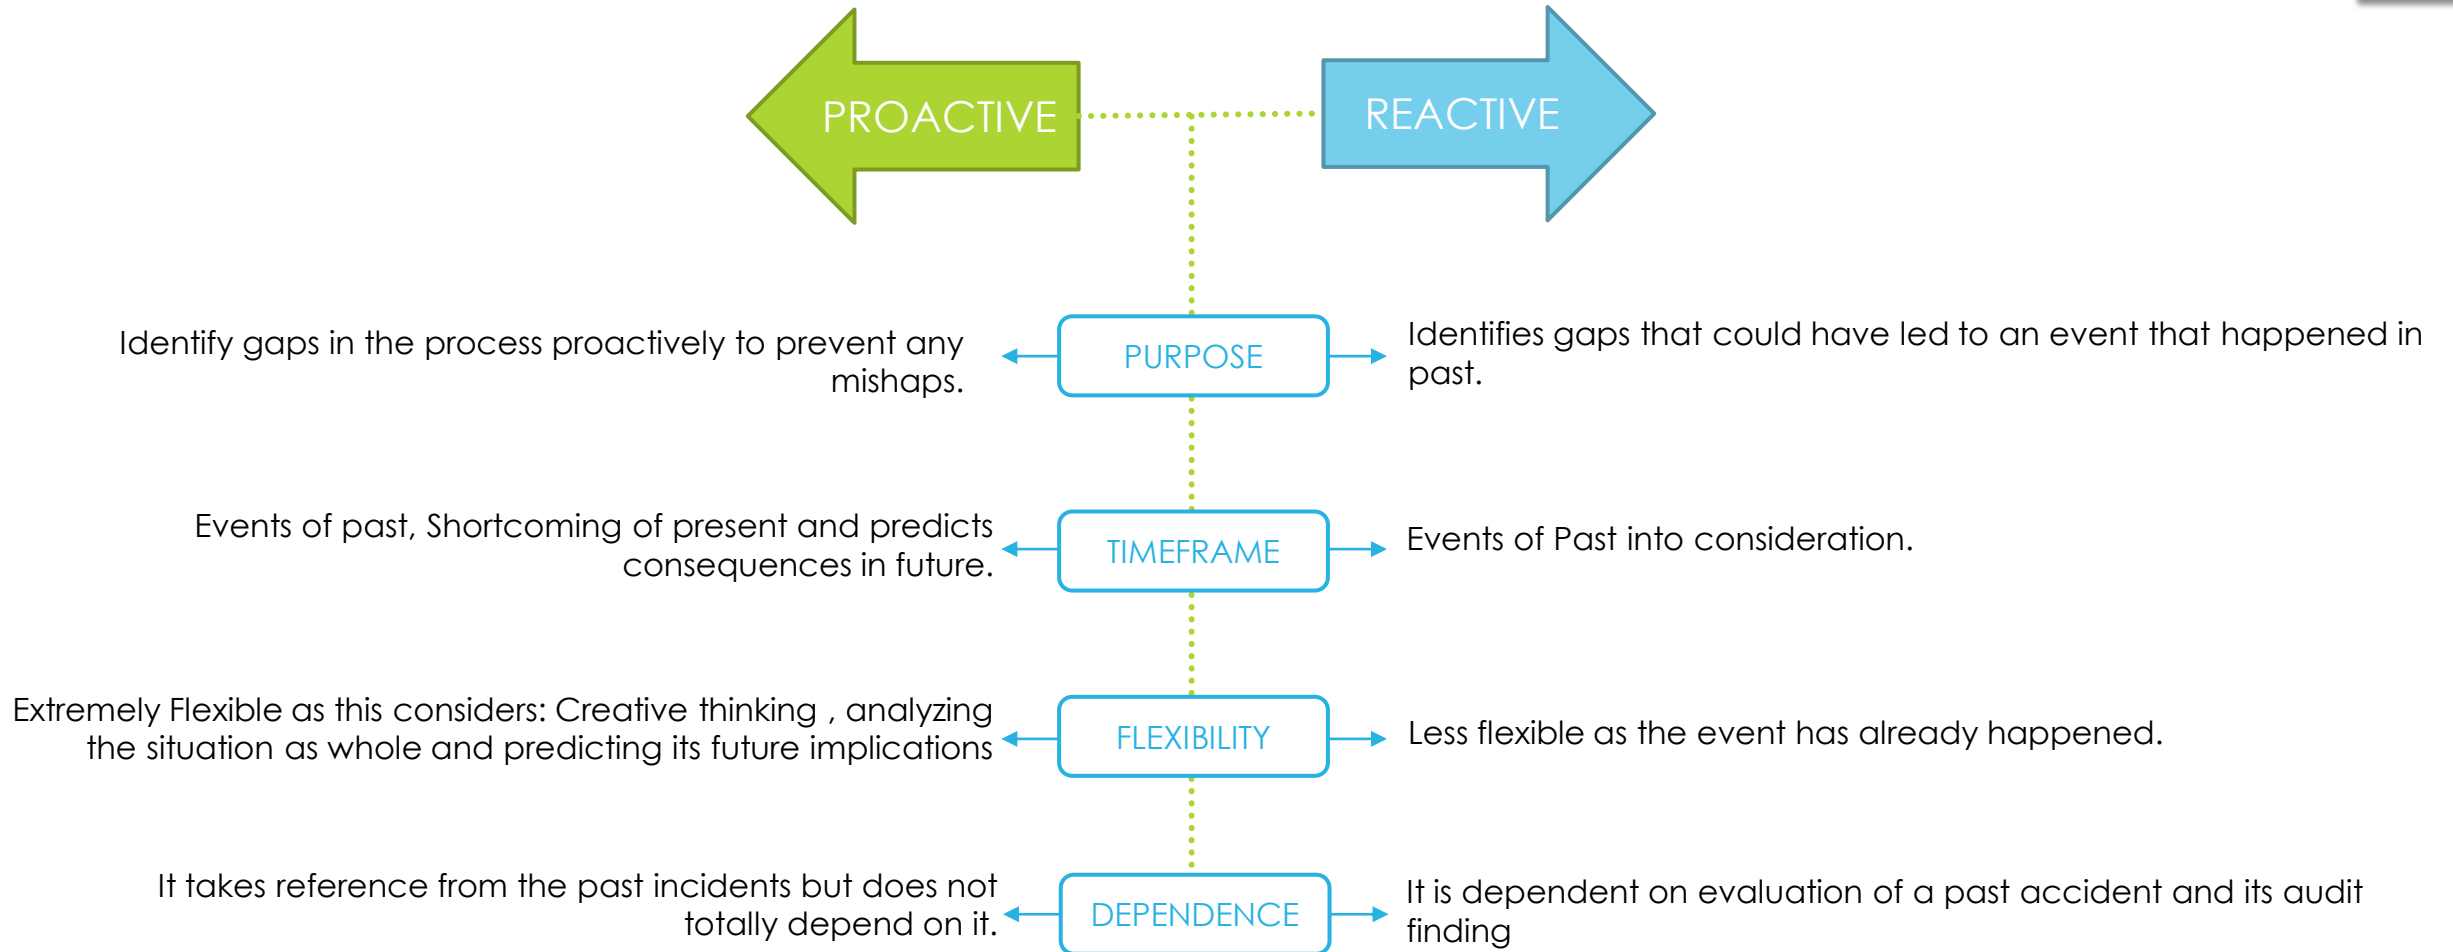 PROACTIVE
REACTIVE
Identify gaps in the process proactively to prevent any
mishaps.
PURPOSE
Identifies gaps that could have led to an event that happened in
past.
Events of past, Shortcoming of present and predicts
consequences in future.
TIMEFRAME
Events of Past into consideration.
Extremely Flexible as this considers: Creative thinking , analyzing
the situation as whole and predicting its future implications
FLEXIBILITY
Less flexible as the event has already happened.
It takes reference from the past incidents but does not
totally depend on it.
DEPENDENCE
It is dependent on evaluation of a past accident and its audit
finding